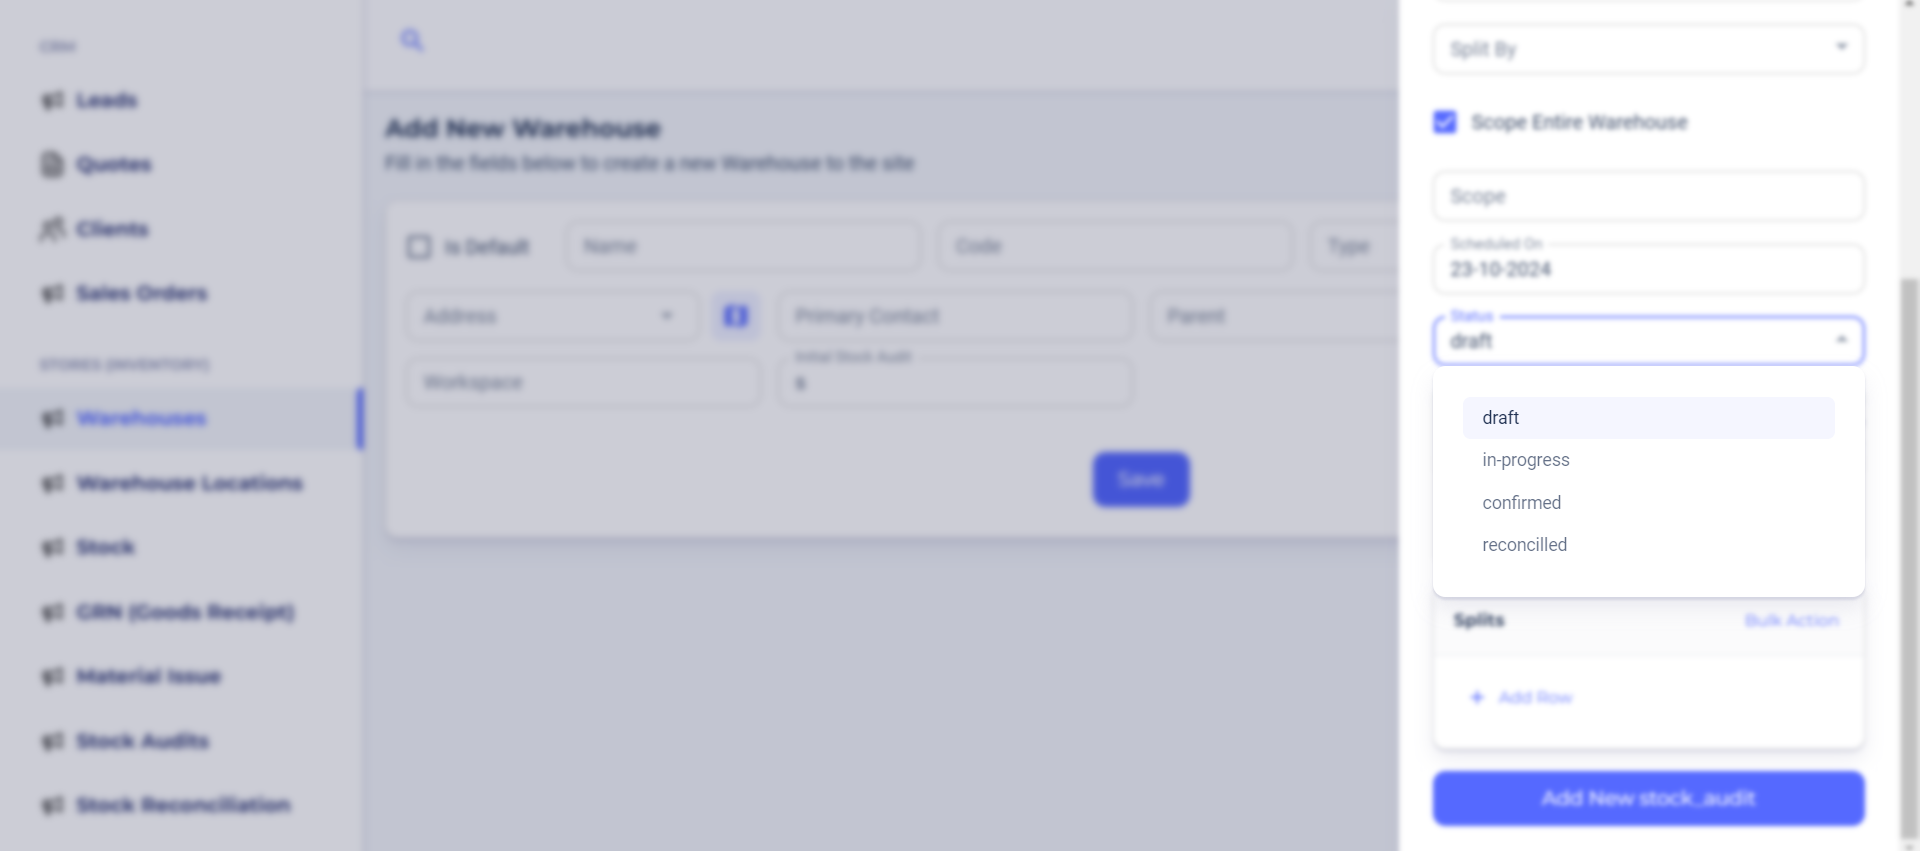 CRM
Leads
Quotes
Clients
Sales Orders
STORES (INVENTORY)
Warehouses
Warehouse Locations
Stock
GRN (Goods Receipt)
Material Issue
Stock Audits
Stock Reconciliation
Add New Warehouse
Fill in the fields below to create a new Warehouse to the site
Is Default
Name
Code
Type
Address
Primary Contact
Parent
Workspace
Initial Stock Audit
Save
Split By
Scope Entire Warehouse
Scope
Scheduled On
23-10-2024
Status
draft
draft
in-progress
confirmed
reconcilled
Splits
Bulk Action
+ Add Row
Add New stock_audit